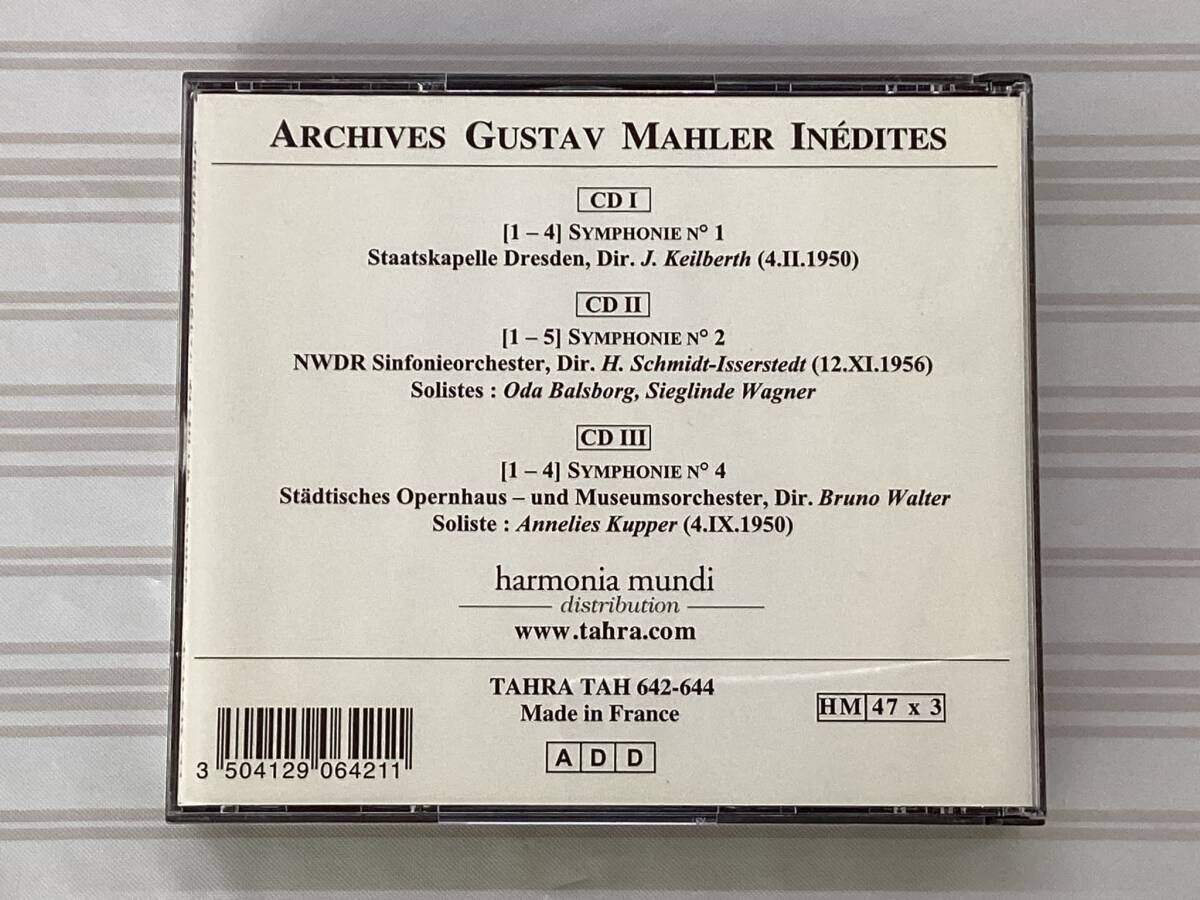 ARCHIVES GUSTAV MAHLER INÉDITES
CD I
[1 – 4] SYMPHONIE N° 1
Staatskapelle Dresden, Dir. J. Keilberth (4.II.1950)
CD II
[1 – 5] SYMPHONIE N° 2
NWDR Sinfonieorchester, Dir. H. Schmidt-Isserstedt (12.XI.1956)
Solistes : Oda Balsborg, Sieglinde Wagner
CD III
[1 – 4] SYMPHONIE N° 4
Städtisches Opernhaus – und Museumsorchester, Dir. Bruno Walter
Soliste : Annelies Kupper (4.IX.1950)
harmonia mundi
distribution
www.tahra.com
TAHRA TAH 642-644
Made in France
HM 47 x 3
A D D
3 504129 064211